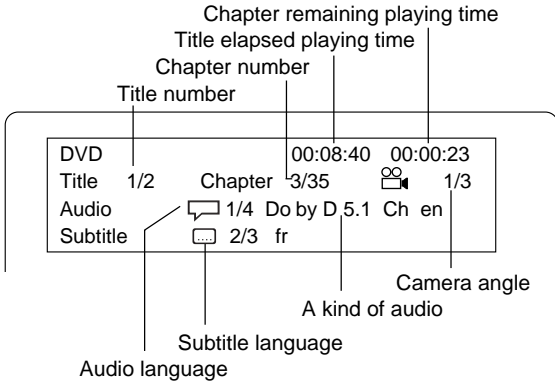 Chapter remaining playing time
Title elapsed playing time
Chapter number
Title number
DVD 00:08:40 00:00:23
Title 1/2 Chapter 3/35 1/3
Audio 1/4 Do by D 5.1 Ch en
Subtitle .... 2/3 fr
Camera angle
A kind of audio
Subtitle language
Audio language